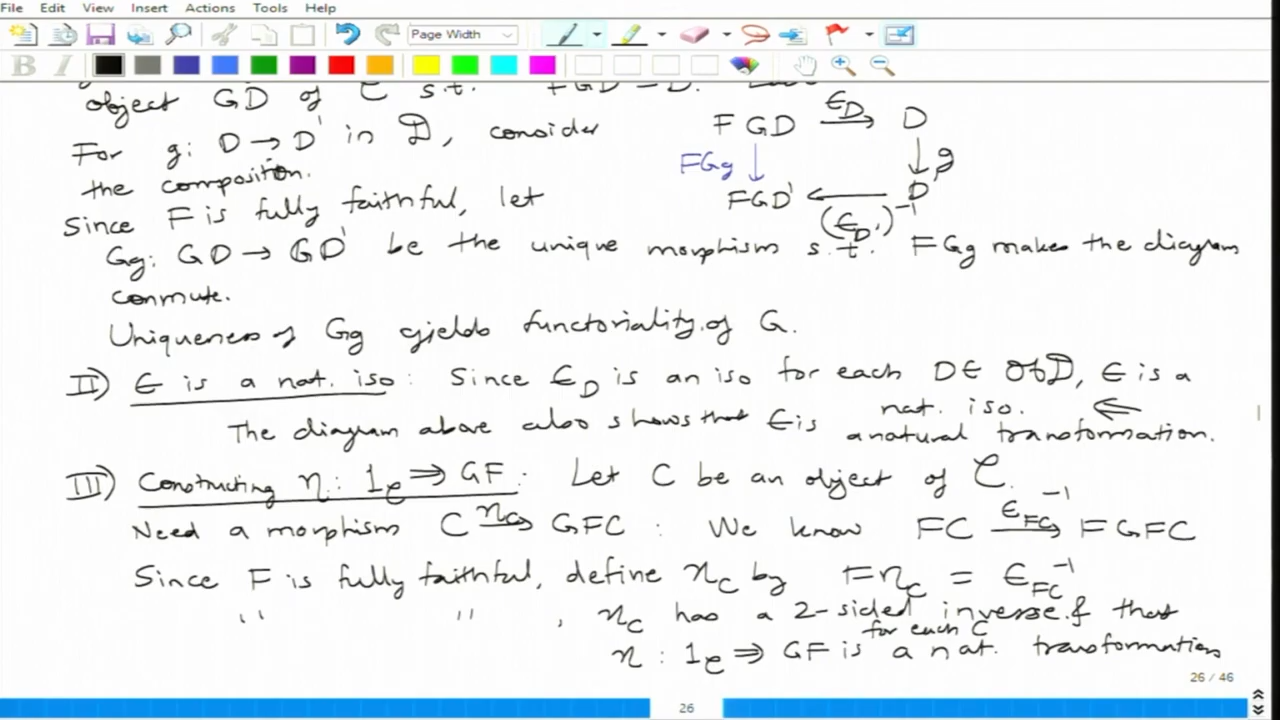 File Edit View Insert Actions Tools Help
Page Width
B I
object GD of C s.t. FGD
For g: D → D' in D, consider
the composition.
FGD —ϵ_D→ D
FGg ↓ ↓ g
FGD' ← D'
(ϵ_D')⁻¹
Since F is fully faithful, let
Gg: GD → GD' be the unique morphism s.t. FGg makes the diagram
commute.
Uniqueness of Gg yields functoriality of G.
II) ϵ is a nat. iso: Since ϵ_D is an iso for each D ∈ Ob D, ϵ is a
nat. iso. ⇐
The diagram above also shows that ϵ is a natural transformation.
III) Constructing η: 1_C ⇒ GF: Let C be an object of C.
Need a morphism C —η_C→ GFC : We know FC —ϵ_FC⁻¹→ FGFC
Since F is fully faithful, define η_C by Fη_C = ϵ_FC⁻¹
" " , η_C has a 2-sided inverse & that
for each C
η : 1_C ⇒ GF is a nat. transformation
26 / 46
26